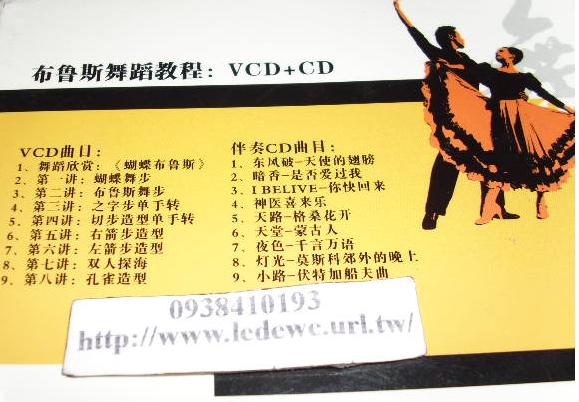 布鲁斯舞蹈教程：VCD+CD
VCD曲目：
1、舞蹈欣赏：《蝴蝶布鲁斯》
2、第一讲：蝴蝶舞步
3、第二讲：布鲁斯舞步
4、第三讲：之字步单手转
5、第四讲：切步造型单手转
6、第五讲：右箭步造型
7、第六讲：左箭步造型
8、第七讲：双人探海
9、第八讲：孔雀造型
伴奏CD曲目：
1、东风破-天使的翅膀
2、暗香-是否爱过我
3、I BELIVE-你快回来
4、神医喜来乐
5、天路-格桑花开
6、天堂-蒙古人
7、夜色-千言万语
8、灯光-莫斯科郊外的晚上
9、小路-伏特加船夫曲
0938410193
http://www.ledewe.url.tw/